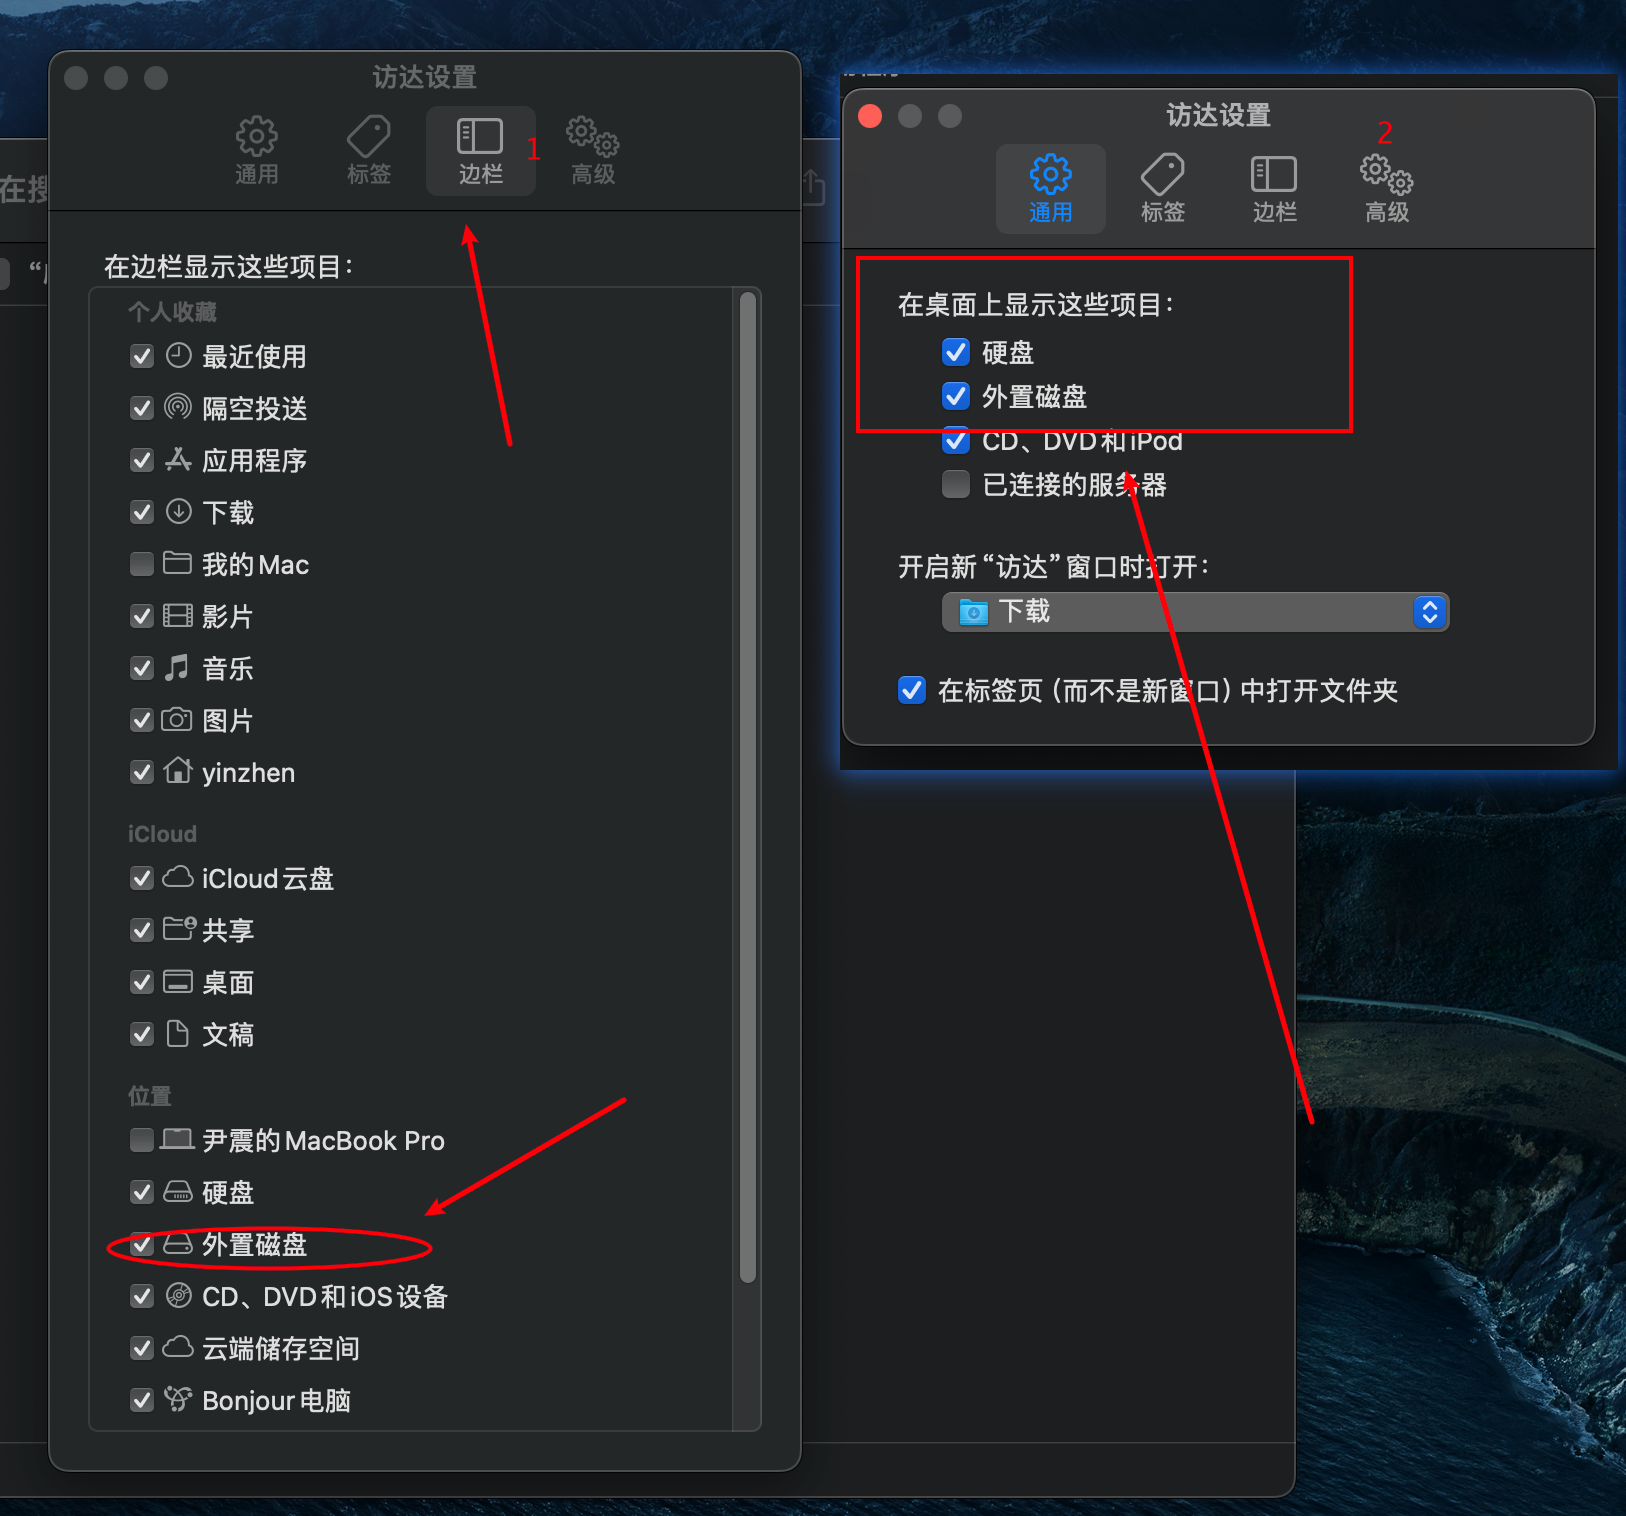 访达设置
通用
标签
边栏
1
高级
在搜
在边栏显示这些项目：
个人收藏
最近使用
隔空投送
应用程序
下载
我的Mac
影片
音乐
图片
yinzhen
iCloud
iCloud云盘
共享
桌面
文稿
位置
尹震的MacBook Pro
硬盘
外置磁盘
CD、DVD和iOS设备
云端储存空间
Bonjour电脑
访达设置
2
通用
标签
边栏
高级
在桌面上显示这些项目：
硬盘
外置磁盘
CD、DVD和iPod
已连接的服务器
开启新“访达”窗口时打开：
下载
在标签页（而不是新窗口）中打开文件夹